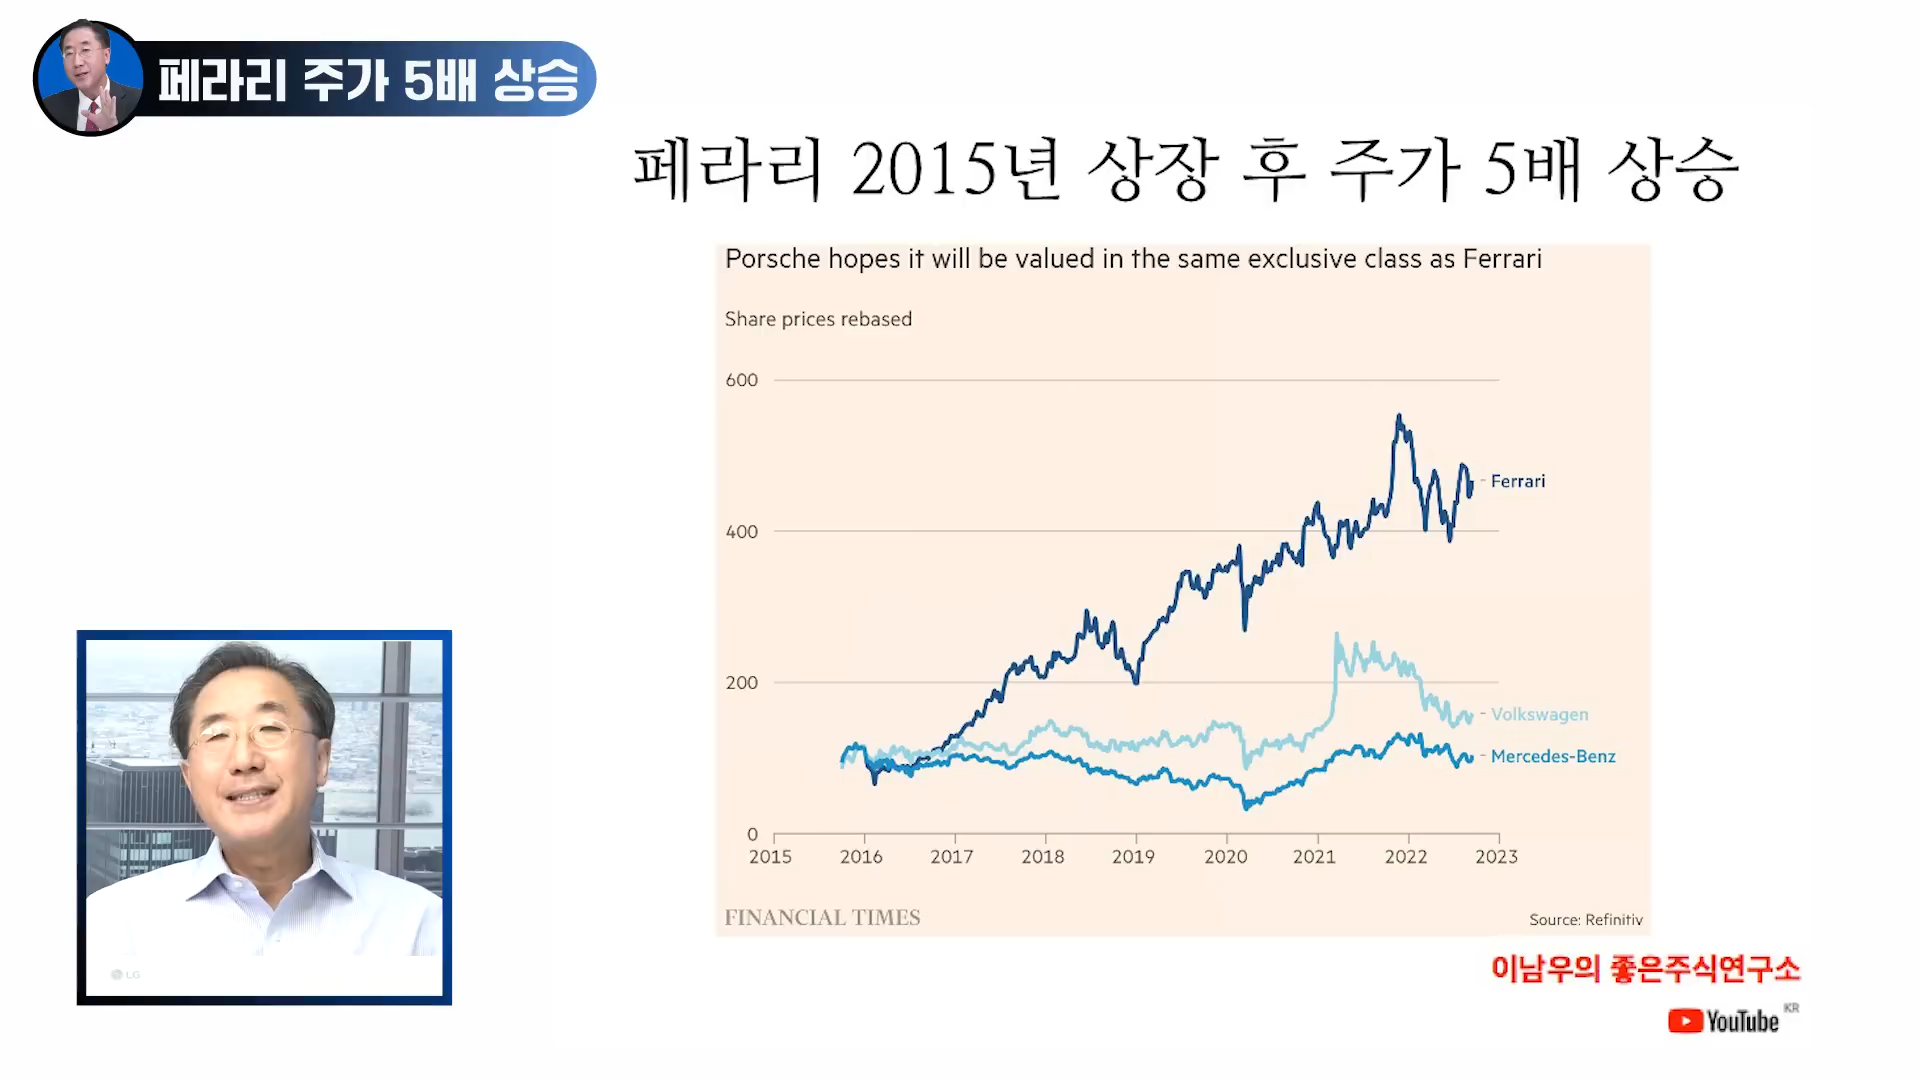 페라리 주가 5배 상승
페라리 2015년 상장 후 주가 5배 상승
Porsche hopes it will be valued in the same exclusive class as Ferrari
Share prices rebased
600
400
200
0
Ferrari
Volkswagen
Mercedes-Benz
2015 2016 2017 2018 2019 2020 2021 2022 2023
FINANCIAL TIMES
Source: Refinitiv
LG
이남우의 좋은주식연구소
YouTube KR